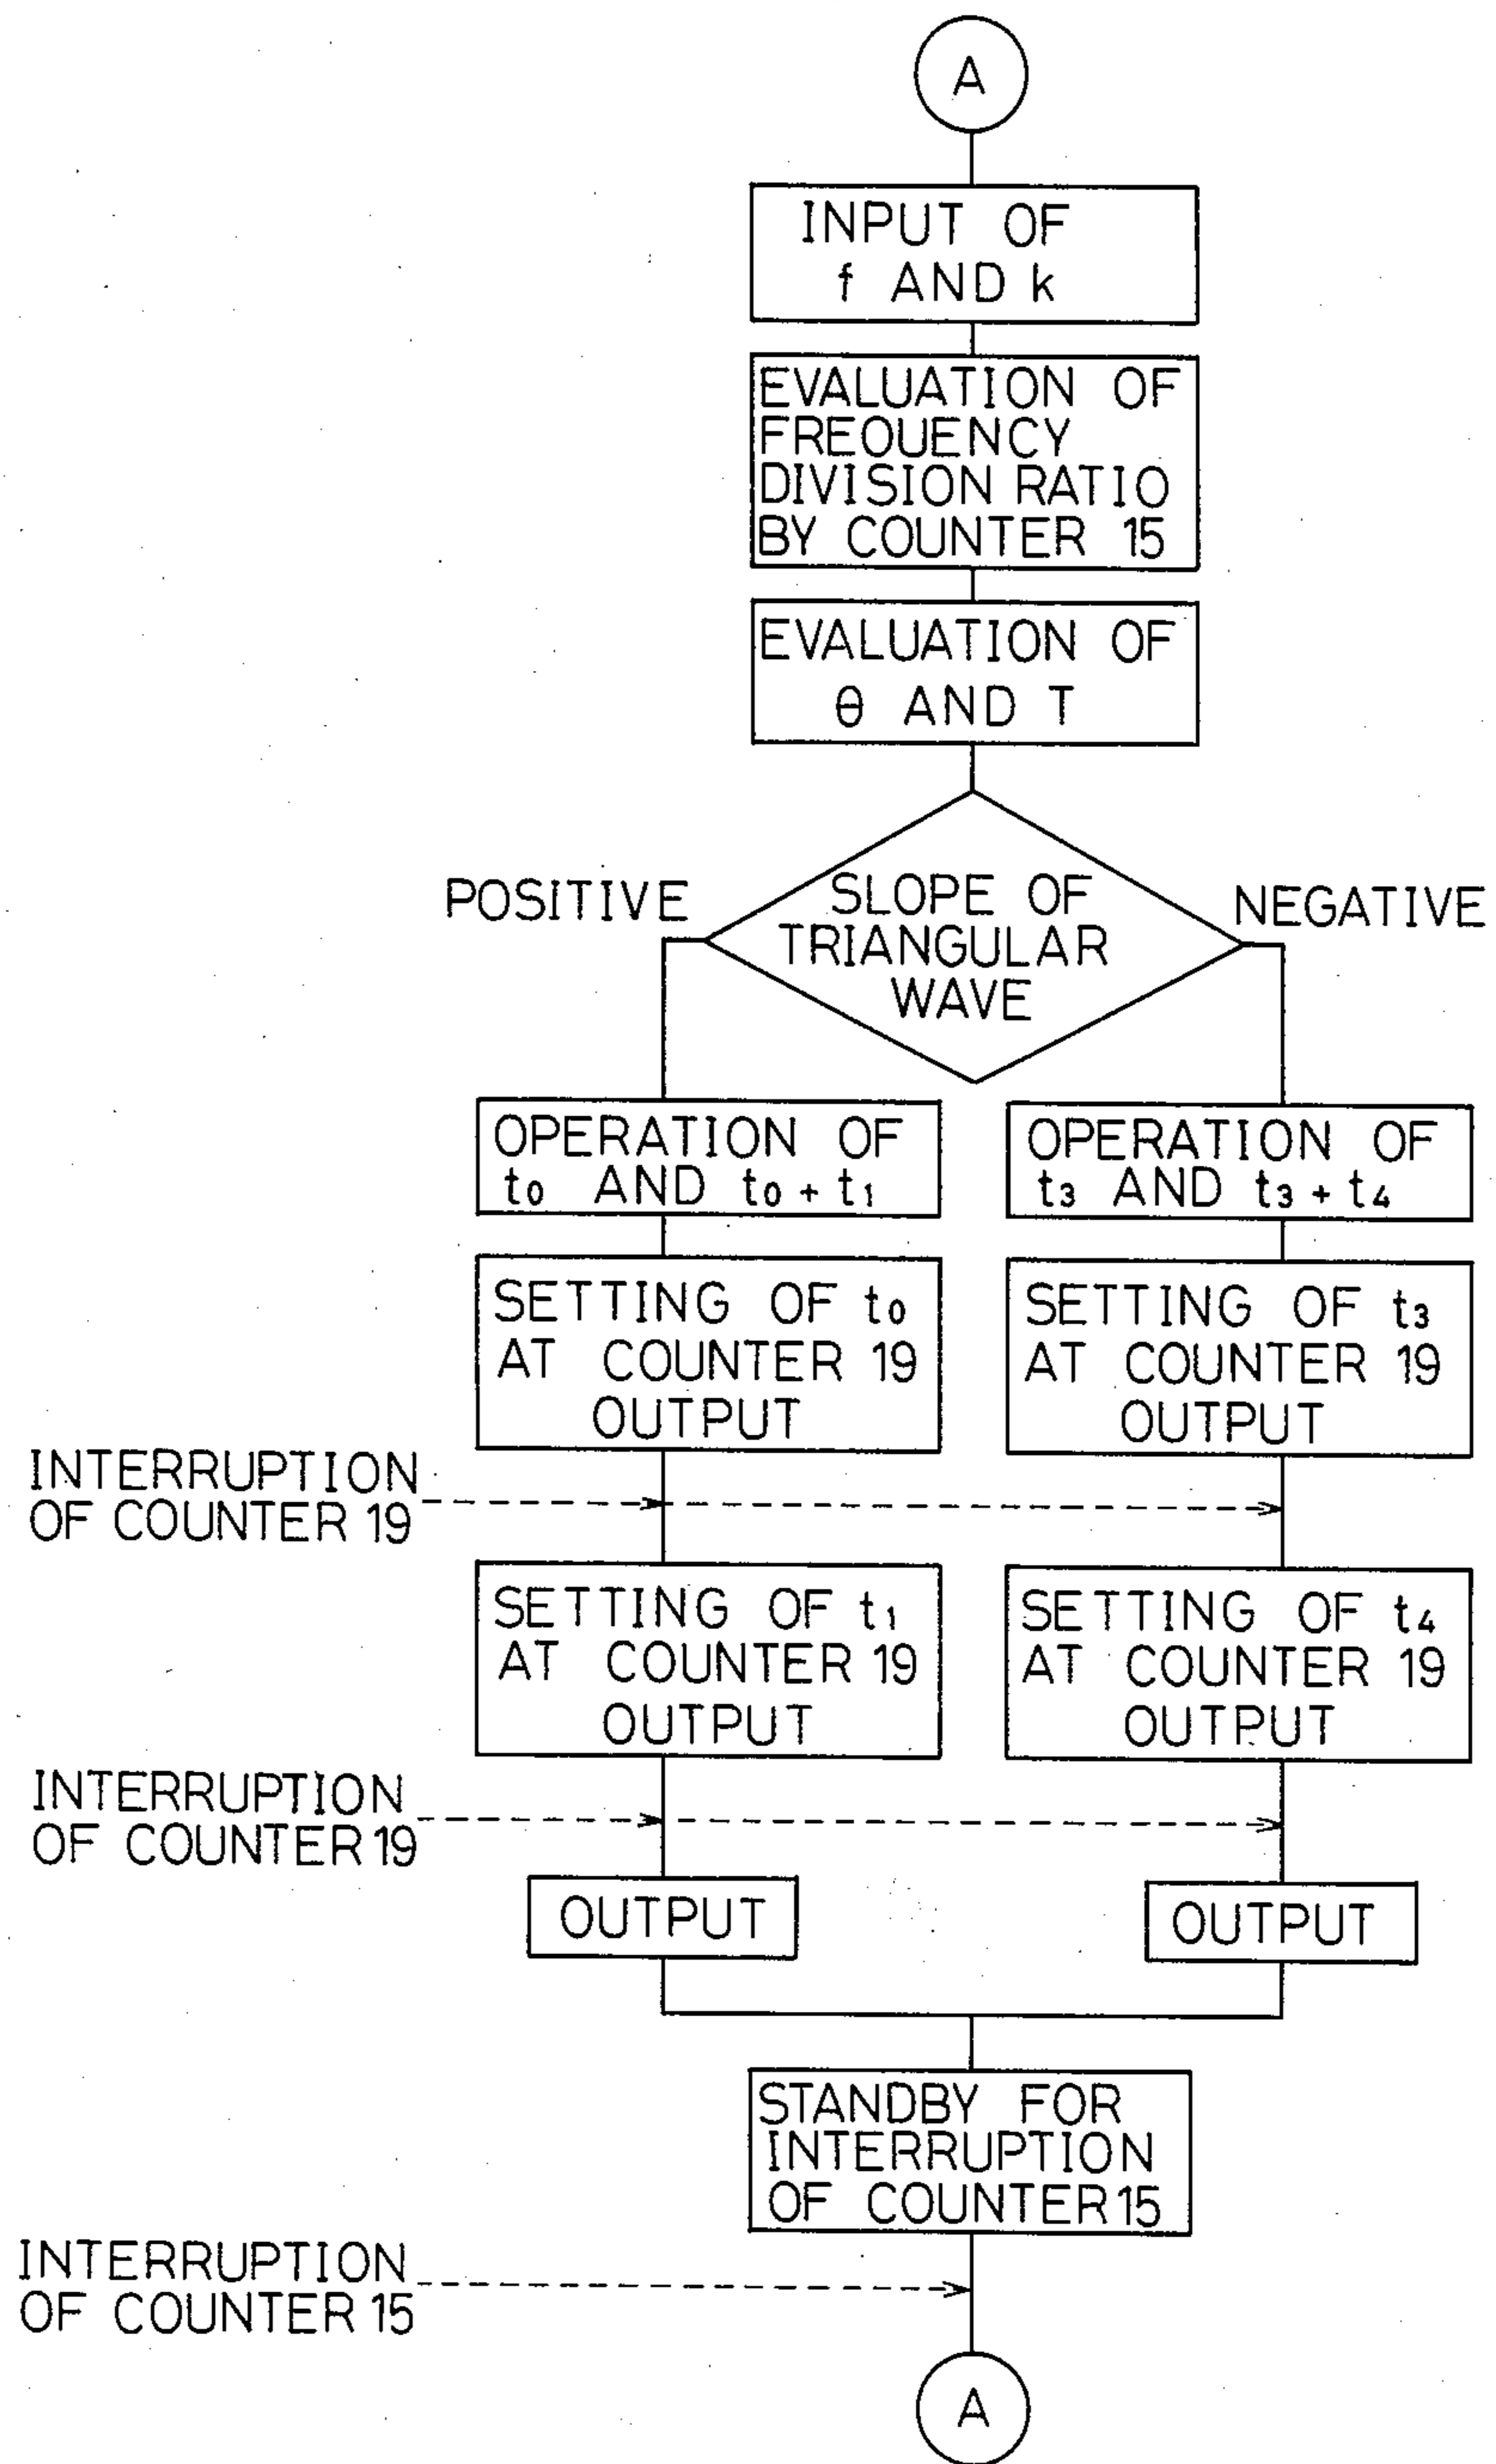 A
INPUT OF
f AND k
EVALUATION OF
FREOUENCY
DIVISION RATIO
BY COUNTER 15
EVALUATION OF
θ AND T
POSITIVE
SLOPE OF
TRIANGULAR
WAVE
NEGATIVE
OPERATION OF
t₀ AND t₀ + t₁
OPERATION OF
t₃ AND t₃ + t₄
SETTING OF t₀
AT COUNTER 19
OUTPUT
SETTING OF t₃
AT COUNTER 19
OUTPUT
INTERRUPTION
OF COUNTER 19
SETTING OF t₁
AT COUNTER 19
OUTPUT
SETTING OF t₄
AT COUNTER 19
OUTPUT
INTERRUPTION
OF COUNTER 19
OUTPUT
OUTPUT
STANDBY FOR
INTERRUPTION
OF COUNTER 15
INTERRUPTION
OF COUNTER 15
A